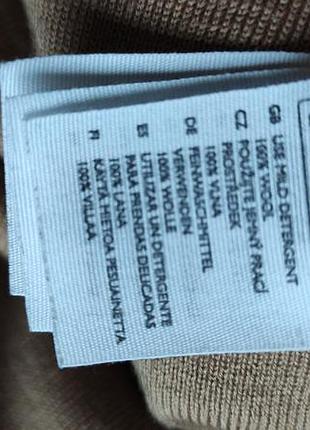 GB USE MILD DETERGENT
100% WOOL
CZ POUŽIJTE JEMNÝ PRACÍ
PROSTŘEDEK
100% VLNA
DE FEINWASCHMITTEL
VERWENDEN
100% WOLLE
ES UTILIZAR UN DETERGENTE
PARA PRENDAS DELICADAS
100% LANA
FI KÄYTÄ HIETOA PESUAINETTA
100% VILLAA